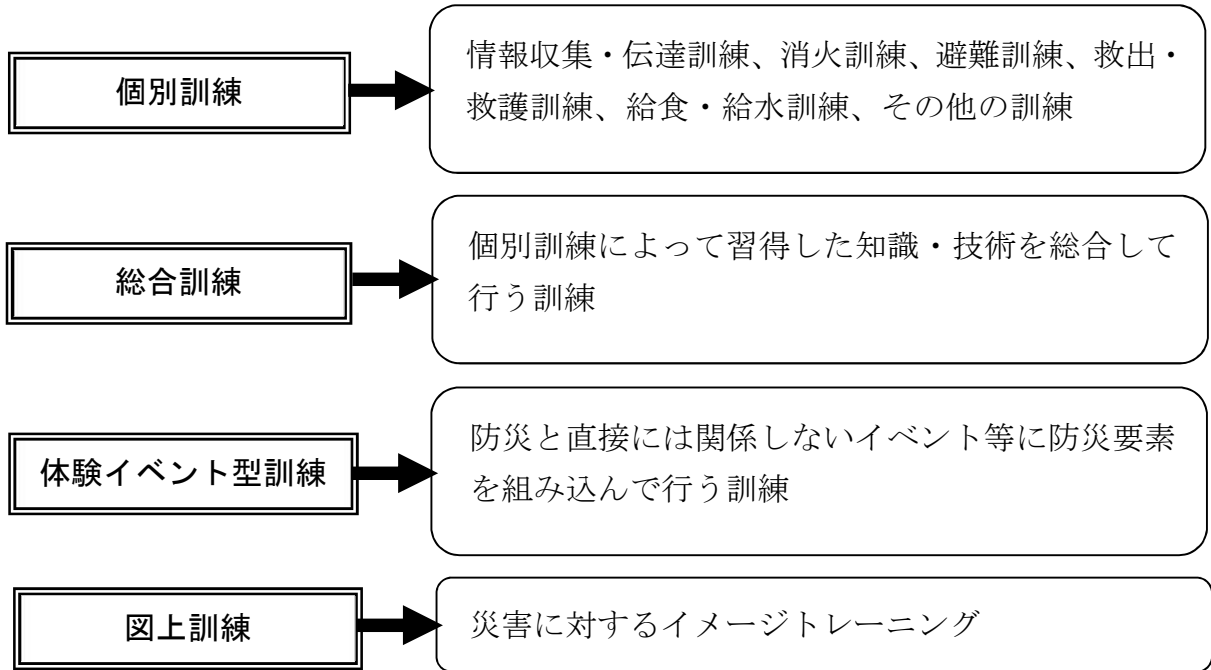 個別訓練
情報収集・伝達訓練、消火訓練、避難訓練、救出・
救護訓練、給食・給水訓練、その他の訓練
総合訓練
個別訓練によって習得した知識・技術を総合して
行う訓練
体験イベント型訓練
防災と直接には関係しないイベント等に防災要素
を組み込んで行う訓練
図上訓練
災害に対するイメージトレーニング